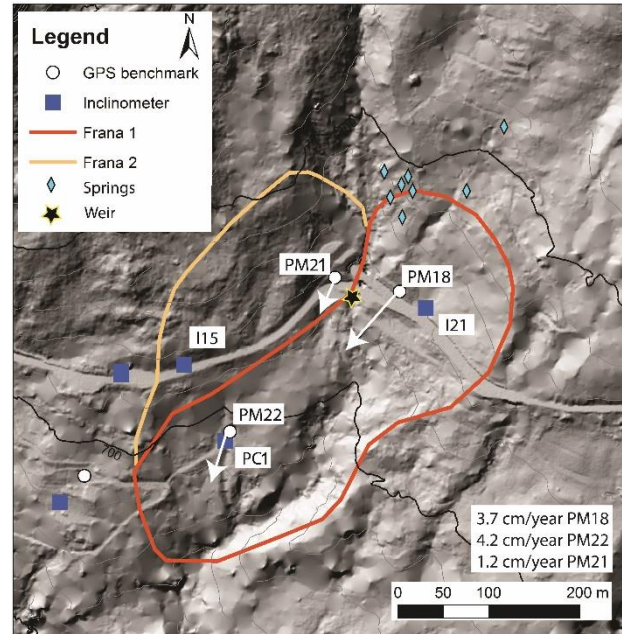 Legend
N
GPS benchmark
Inclinometer
Frana 1
Frana 2
Springs
Weir
PM21
PM18
I21
I15
PM22
PC1
700
3.7 cm/year PM18
4.2 cm/year PM22
1.2 cm/year PM21
0 50 100 200 m